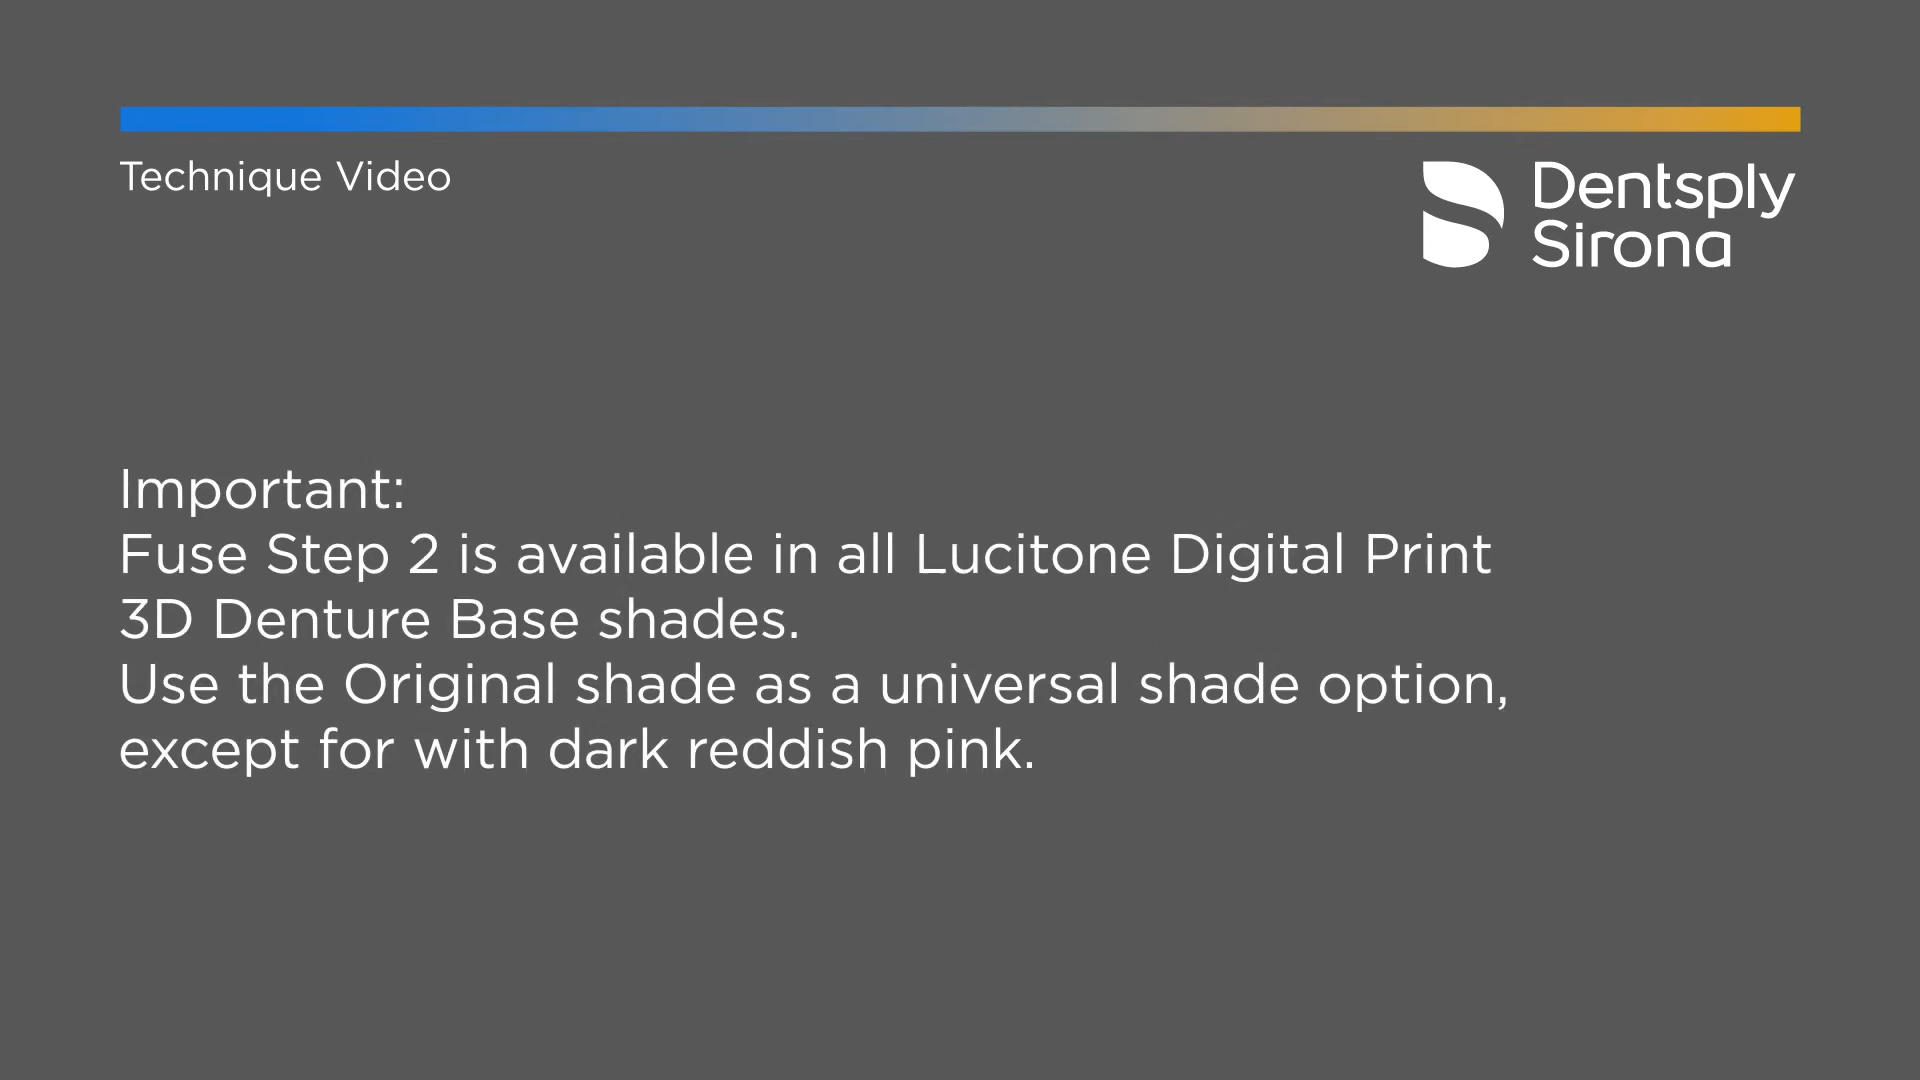 Technique Video
Dentsply
Sirona
Important:
Fuse Step 2 is available in all Lucitone Digital Print
3D Denture Base shades.
Use the Original shade as a universal shade option,
except for with dark reddish pink.